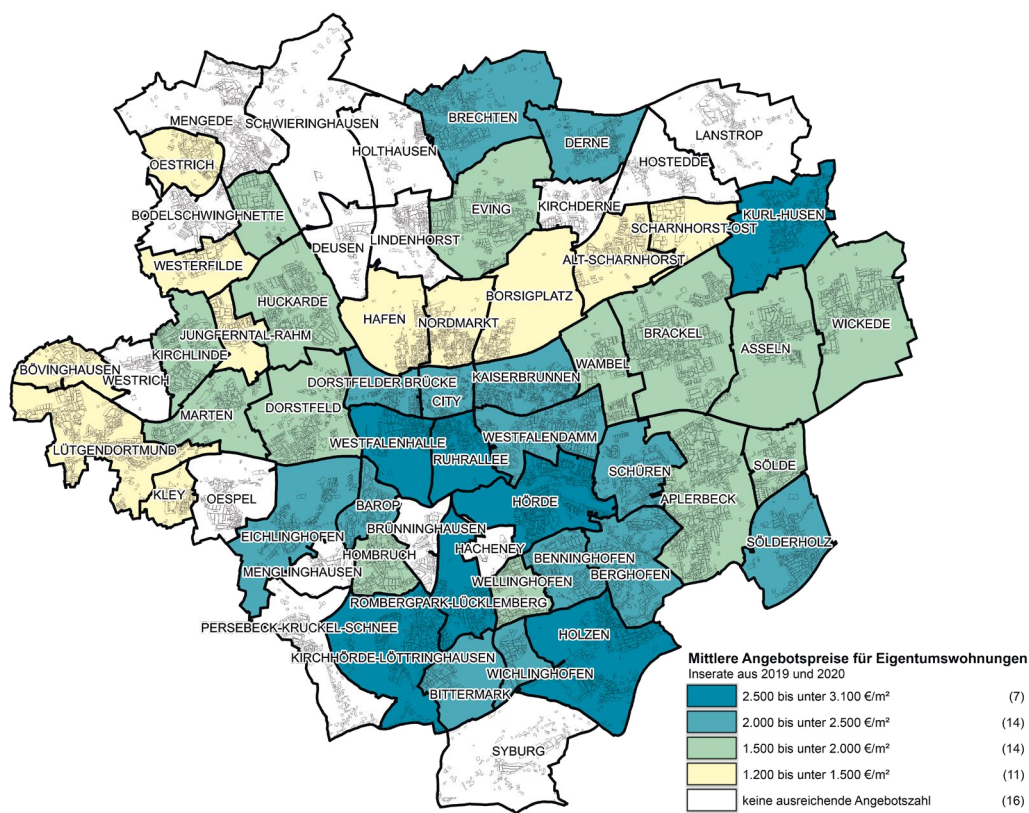 BRECHTEN
LANSTROP
MENGEDE
SCHWIERINGHAUSEN
DERNE
HOLTHAUSEN
OESTRICH
HOSTEDDE
KIRCHDERNE
EVING
BODELSCHWINGH
NETTE
KURL-HUSEN
SCHARNHORST-OST
DEUSEN
LINDENHORST
ALT-SCHARNHORST
WESTERFILDE
HUCKARDE
BORSIGPLATZ
HAFEN
NORDMARKT
WICKEDE
JUNGFERNTAL-RAHM
BRACKEL
ASSELN
KIRCHLINDE
WAMBEL
BÖVINGHAUSEN
WESTRICH
DORSTFELDER BRÜCKE
KAISERBRUNNEN
CITY
MARTEN
DORSTFELD
WESTFALENHALLE
WESTFALENDAMM
LÜTGENDORTMUND
RUHRALLEE
SÖLDE
SCHÜREN
KLEY
OESPEL
HÖRDE
APLERBECK
BAROP
BRÜNNINGHAUSEN
EICHLINGHOFEN
SÖLDERHOLZ
HACHENEY
HOMBRUCH
BENNINGHOFEN
MENGLINGHAUSEN
BERGHOFEN
WELLINGHOFEN
ROMBERGPARK-LÜCKLEMBERG
PERSEBECK-KRUCKEL-SCHNEE
HOLZEN
KIRCHHÖRDE-LÖTTRINGHAUSEN
WICHLINGHOFEN
BITTERMARK
SYBURG
Mittlere Angebotspreise für Eigentumswohnungen
Inserate aus 2019 und 2020
2.500 bis unter 3.100 €/m² (7)
2.000 bis unter 2.500 €/m² (14)
1.500 bis unter 2.000 €/m² (14)
1.200 bis unter 1.500 €/m² (11)
keine ausreichende Angebotszahl (16)